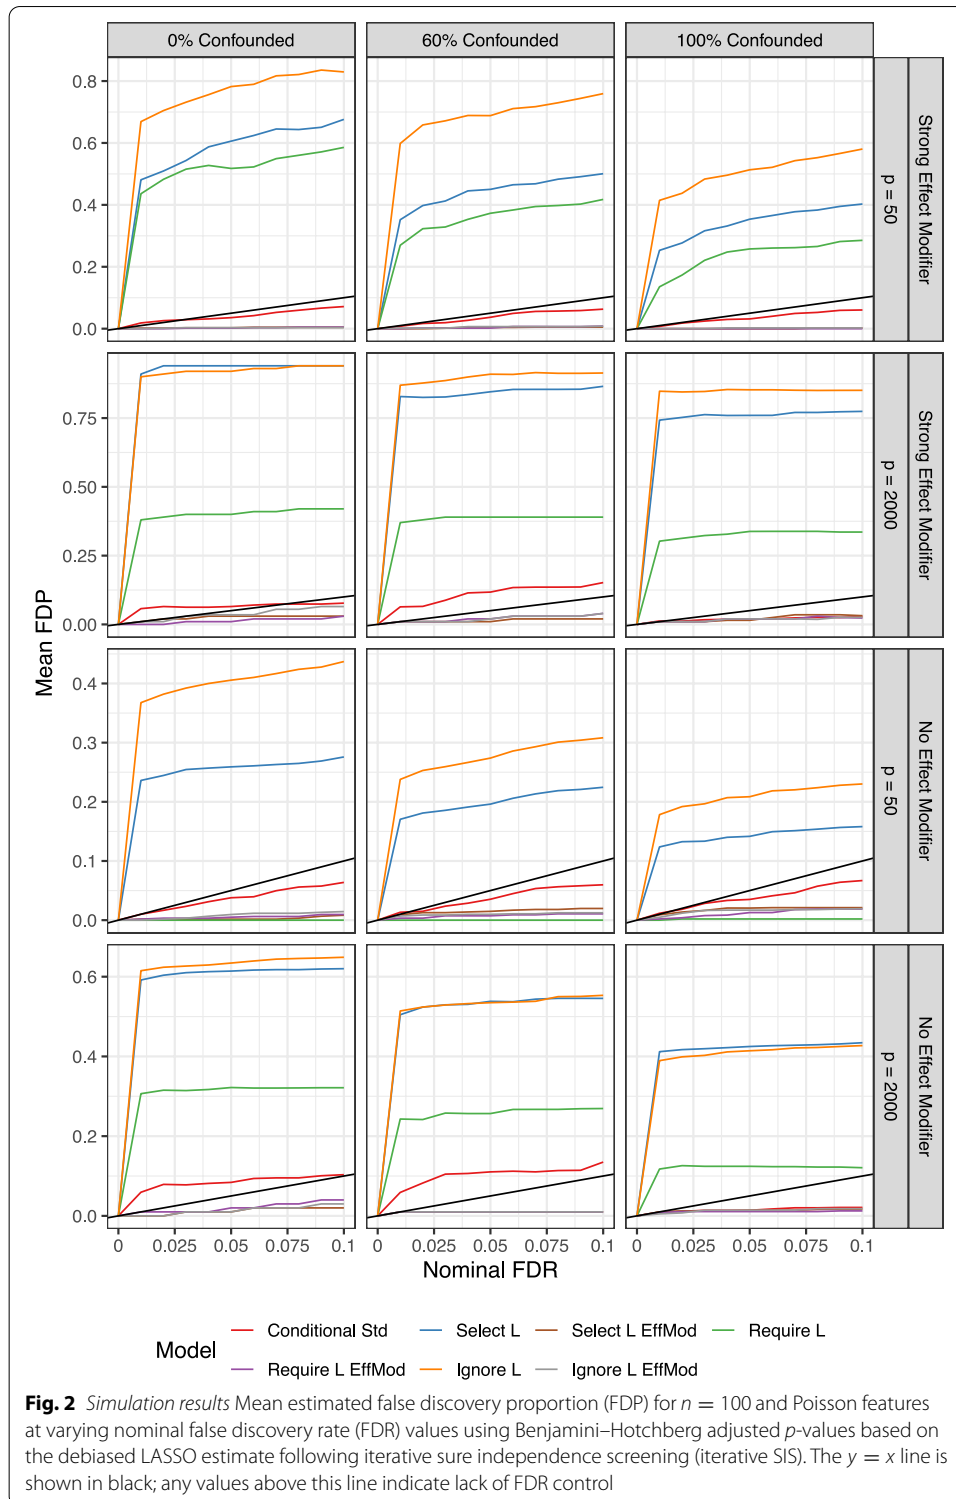 0% Confounded
60% Confounded
100% Confounded
0.8
0.6
0.4
0.2
0.0
p = 50
Strong Effect Modifier
0.75
0.50
0.25
0.00
p = 2000
Strong Effect Modifier
Mean FDP
0.4
0.3
0.2
0.1
0.0
p = 50
No Effect Modifier
0.6
0.4
0.2
0.0
p = 2000
No Effect Modifier
0 0.025 0.05 0.075 0.1
0 0.025 0.05 0.075 0.1
0 0.025 0.05 0.075 0.1
Nominal FDR
Model
Conditional Std
Select L
Select L EffMod
Require L
Require L EffMod
Ignore L
Ignore L EffMod
Fig. 2 Simulation results Mean estimated false discovery proportion (FDP) for n = 100 and Poisson features
at varying nominal false discovery rate (FDR) values using Benjamini–Hotchberg adjusted p-values based on
the debiased LASSO estimate following iterative sure independence screening (iterative SIS). The y = x line is
shown in black; any values above this line indicate lack of FDR control